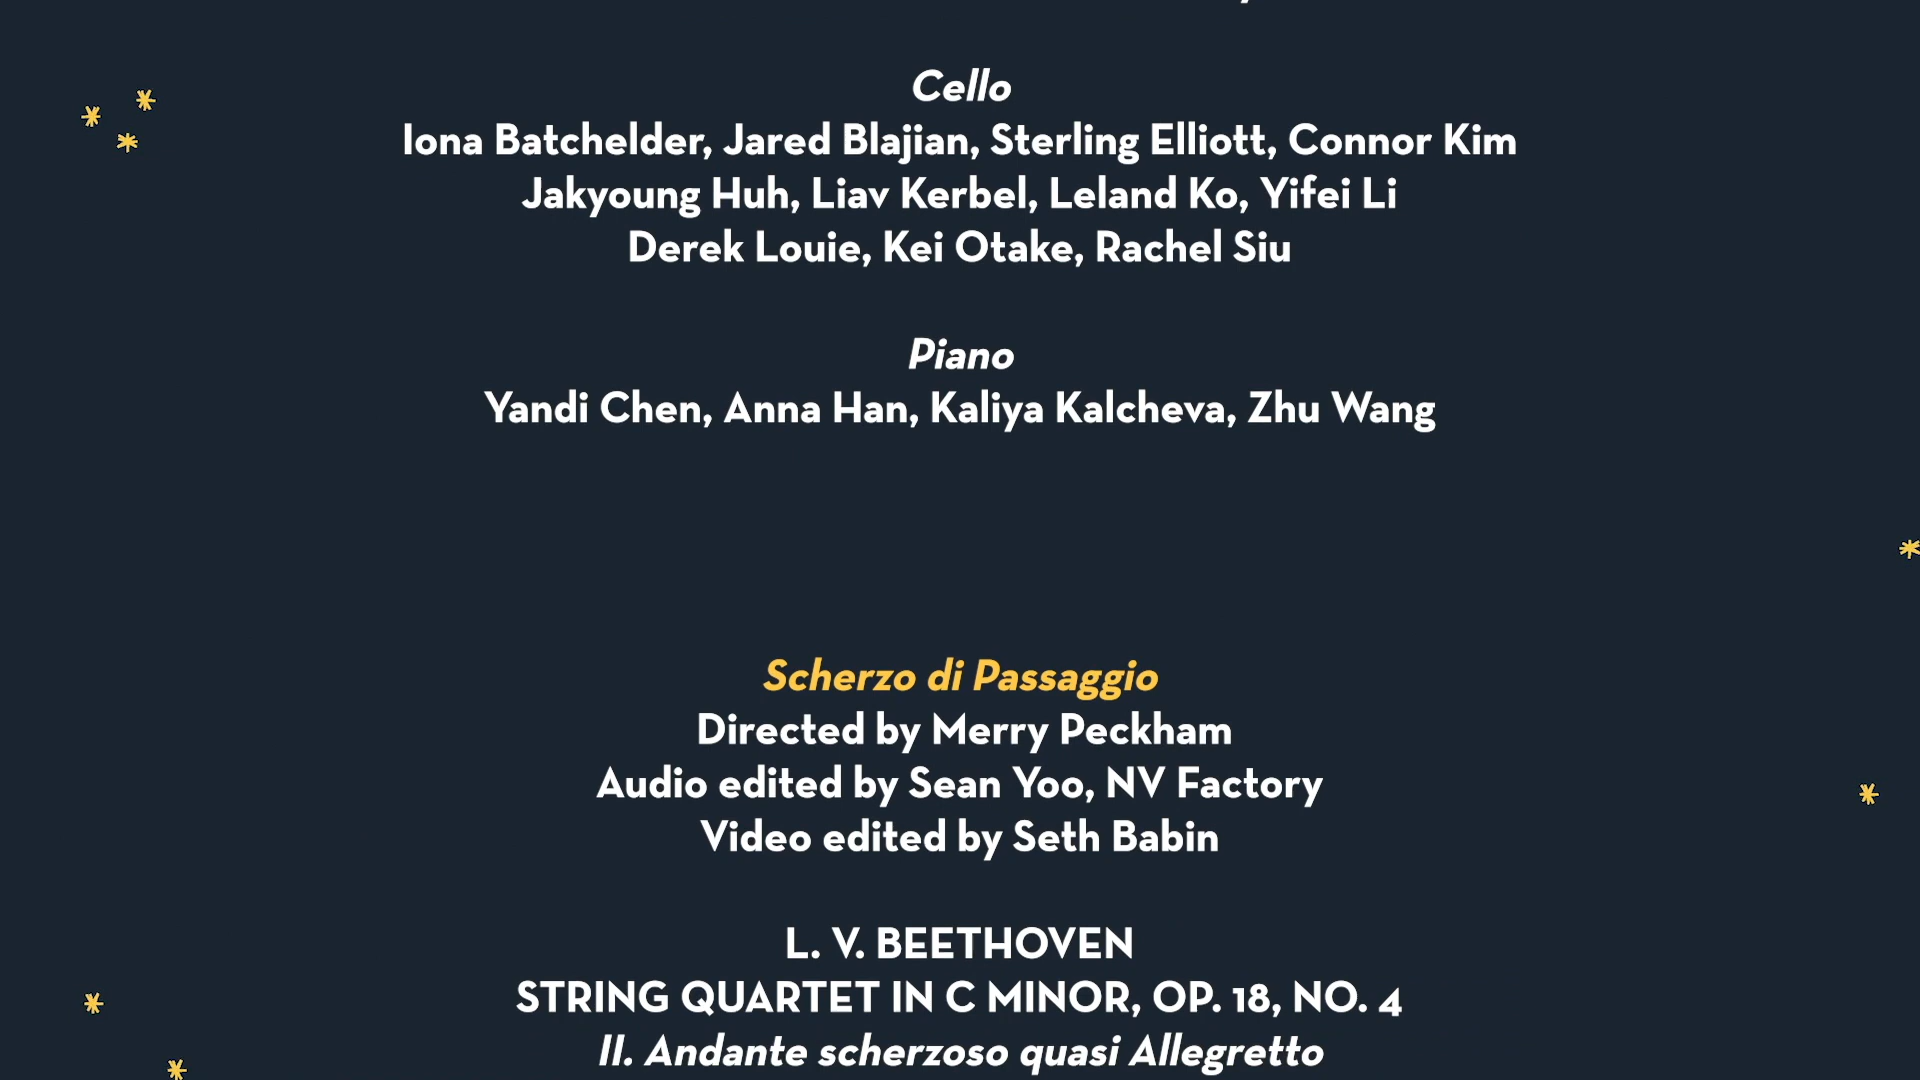 Cello
Iona Batchelder, Jared Blajian, Sterling Elliott, Connor Kim
Jakyoung Huh, Liav Kerbel, Leland Ko, Yifei Li
Derek Louie, Kei Otake, Rachel Siu
Piano
Yandi Chen, Anna Han, Kaliya Kalcheva, Zhu Wang
Scherzo di Passaggio
Directed by Merry Peckham
Audio edited by Sean Yoo, NV Factory
Video edited by Seth Babin
L. V. BEETHOVEN
STRING QUARTET IN C MINOR, OP. 18, NO. 4
II. Andante scherzoso quasi Allegretto